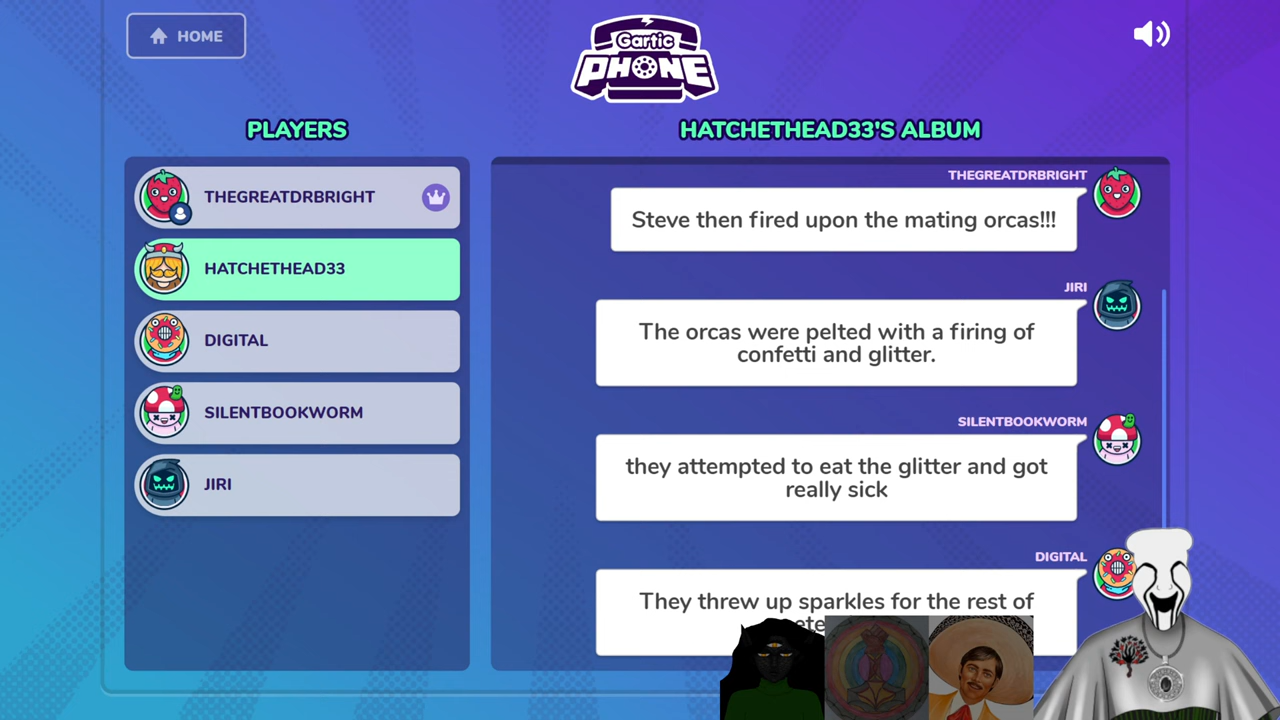 HOME
Gartic
PHONE
PLAYERS
THEGREATDRBRIGHT
HATCHETHEAD33
DIGITAL
SILENTBOOKWORM
JIRI
HATCHETHEAD33'S ALBUM
THEGREATDRBRIGHT
Steve then fired upon the mating orcas!!!
JIRI
The orcas were pelted with a firing of
confetti and glitter.
SILENTBOOKWORM
they attempted to eat the glitter and got
really sick
DIGITAL
They threw up sparkles for the rest of